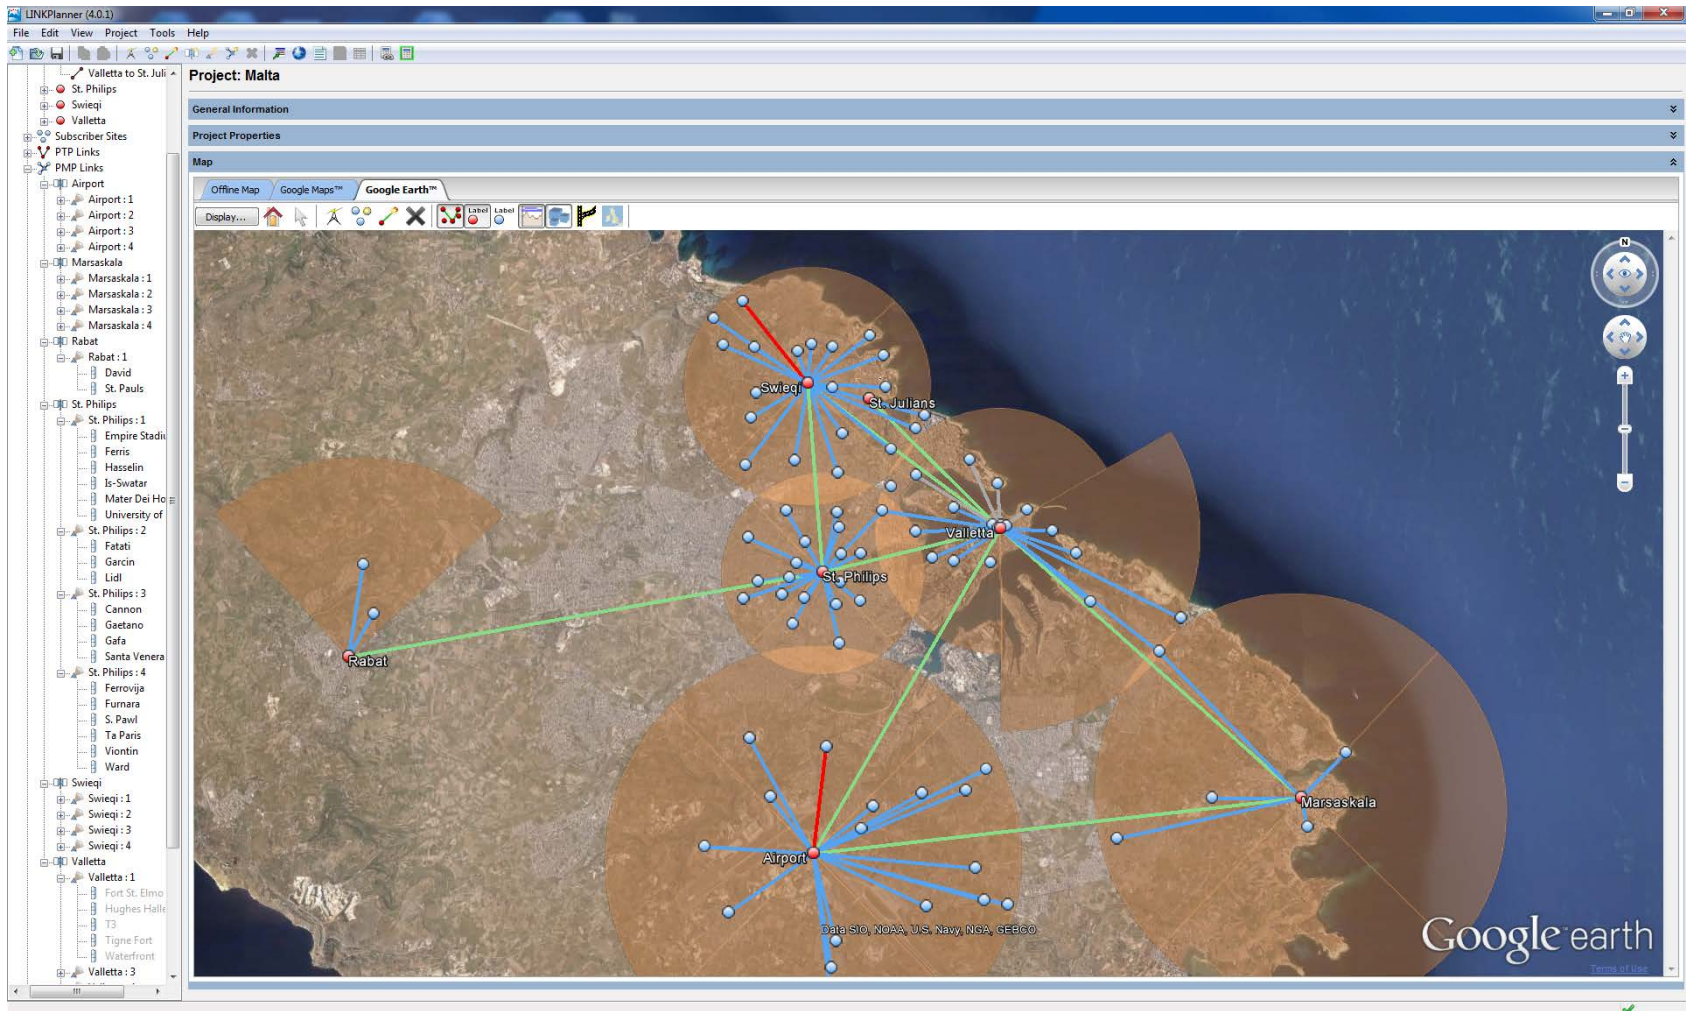 LINKPlanner (4.0.1)
File Edit View Project Tools Help
Valletta to St. Juli
St. Philips
Swieqi
Valletta
Subscriber Sites
PTP Links
PMP Links
Airport
Airport : 1
Airport : 2
Airport : 3
Airport : 4
Marsaskala
Marsaskala : 1
Marsaskala : 2
Marsaskala : 3
Marsaskala : 4
Rabat
Rabat : 1
David
St. Pauls
St. Philips
St. Philips : 1
Empire Stadiu
Ferris
Hasselin
Is-Swatar
Mater Dei Ho
University of
St. Philips : 2
Fatati
Garcin
Lidl
St. Philips : 3
Cannon
Gaetano
Gafa
Santa Venera
St. Philips : 4
Ferrovija
Furnara
S. Pawl
Ta Paris
Viontin
Ward
Swieqi
Swieqi : 1
Swieqi : 2
Swieqi : 3
Swieqi : 4
Valletta
Valletta : 1
Fort St. Elmo
Hughes Halle
T3
Tigne Fort
Waterfront
Valletta : 3
Project: Malta
General Information
Project Properties
Map
Offline Map Google Maps™ Google Earth™
Display... Label Label
N
Swieqi
St. Julians
Valletta
St. Philips
Rabat
Marsaskala
Airport
Data SIO, NOAA, U.S. Navy, NGA, GEBCO
Google earth
Terms of Use